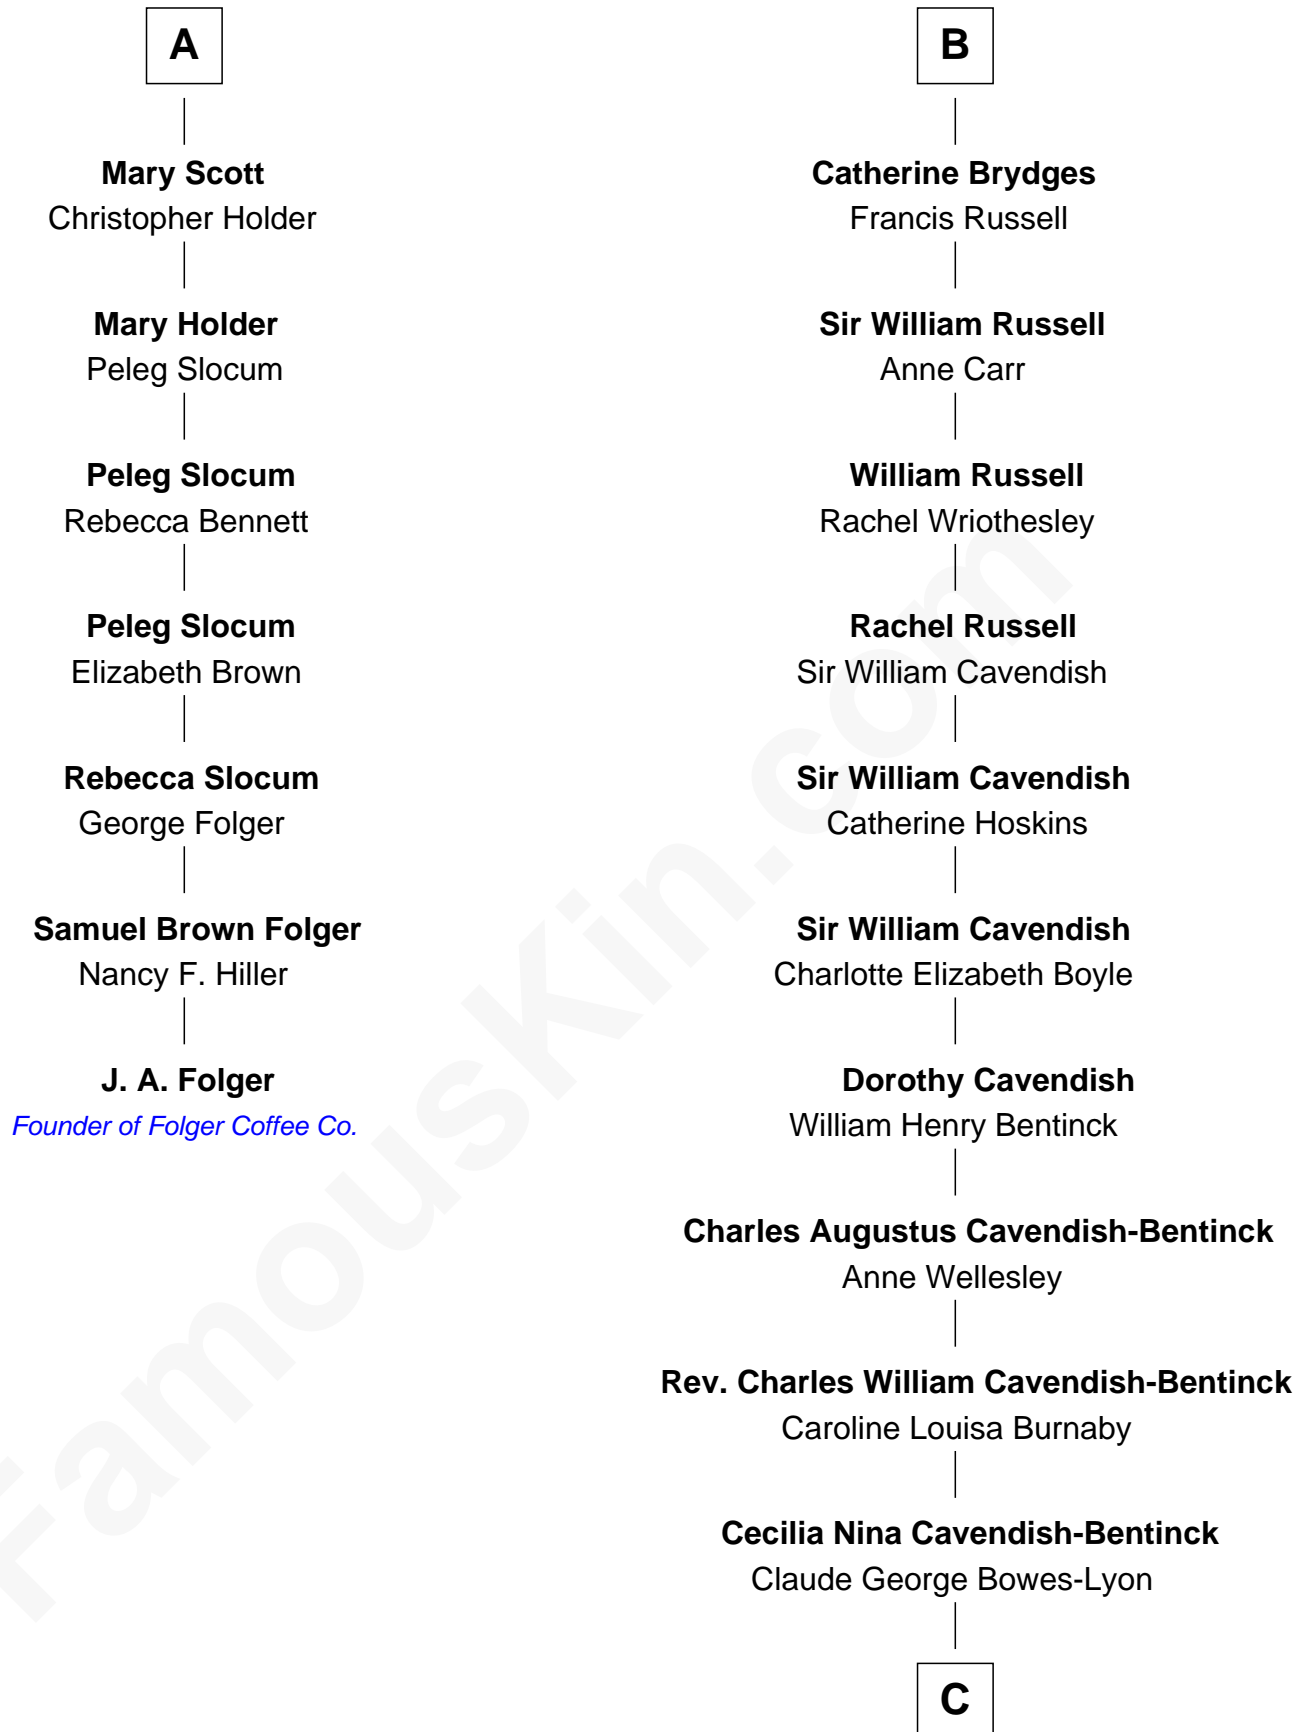 A
Mary Scott
Christopher Holder
Mary Holder
Peleg Slocum
Peleg Slocum
Rebecca Bennett
Peleg Slocum
Elizabeth Brown
Rebecca Slocum
George Folger
Samuel Brown Folger
Nancy F. Hiller
J. A. Folger
Founder of Folger Coffee Co.
B
Catherine Brydges
Francis Russell
Sir William Russell
Anne Carr
William Russell
Rachel Wriothesley
Rachel Russell
Sir William Cavendish
Sir William Cavendish
Catherine Hoskins
Sir William Cavendish
Charlotte Elizabeth Boyle
Dorothy Cavendish
William Henry Bentinck
Charles Augustus Cavendish-Bentinck
Anne Wellesley
Rev. Charles William Cavendish-Bentinck
Caroline Louisa Burnaby
Cecilia Nina Cavendish-Bentinck
Claude George Bowes-Lyon
C
FamousKin.com